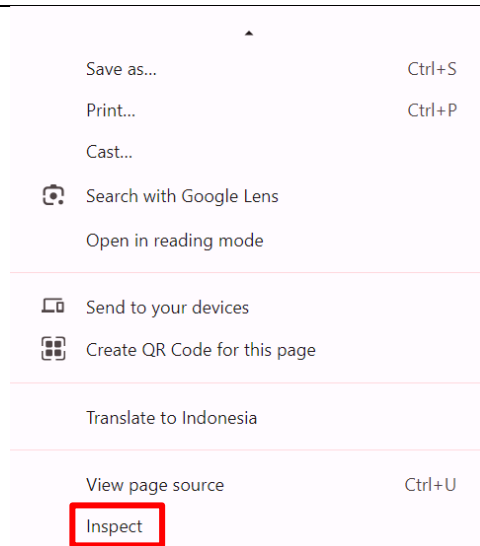 Save as... Ctrl+S
Print... Ctrl+P
Cast...
Search with Google Lens
Open in reading mode
Send to your devices
Create QR Code for this page
Translate to Indonesia
View page source Ctrl+U
Inspect